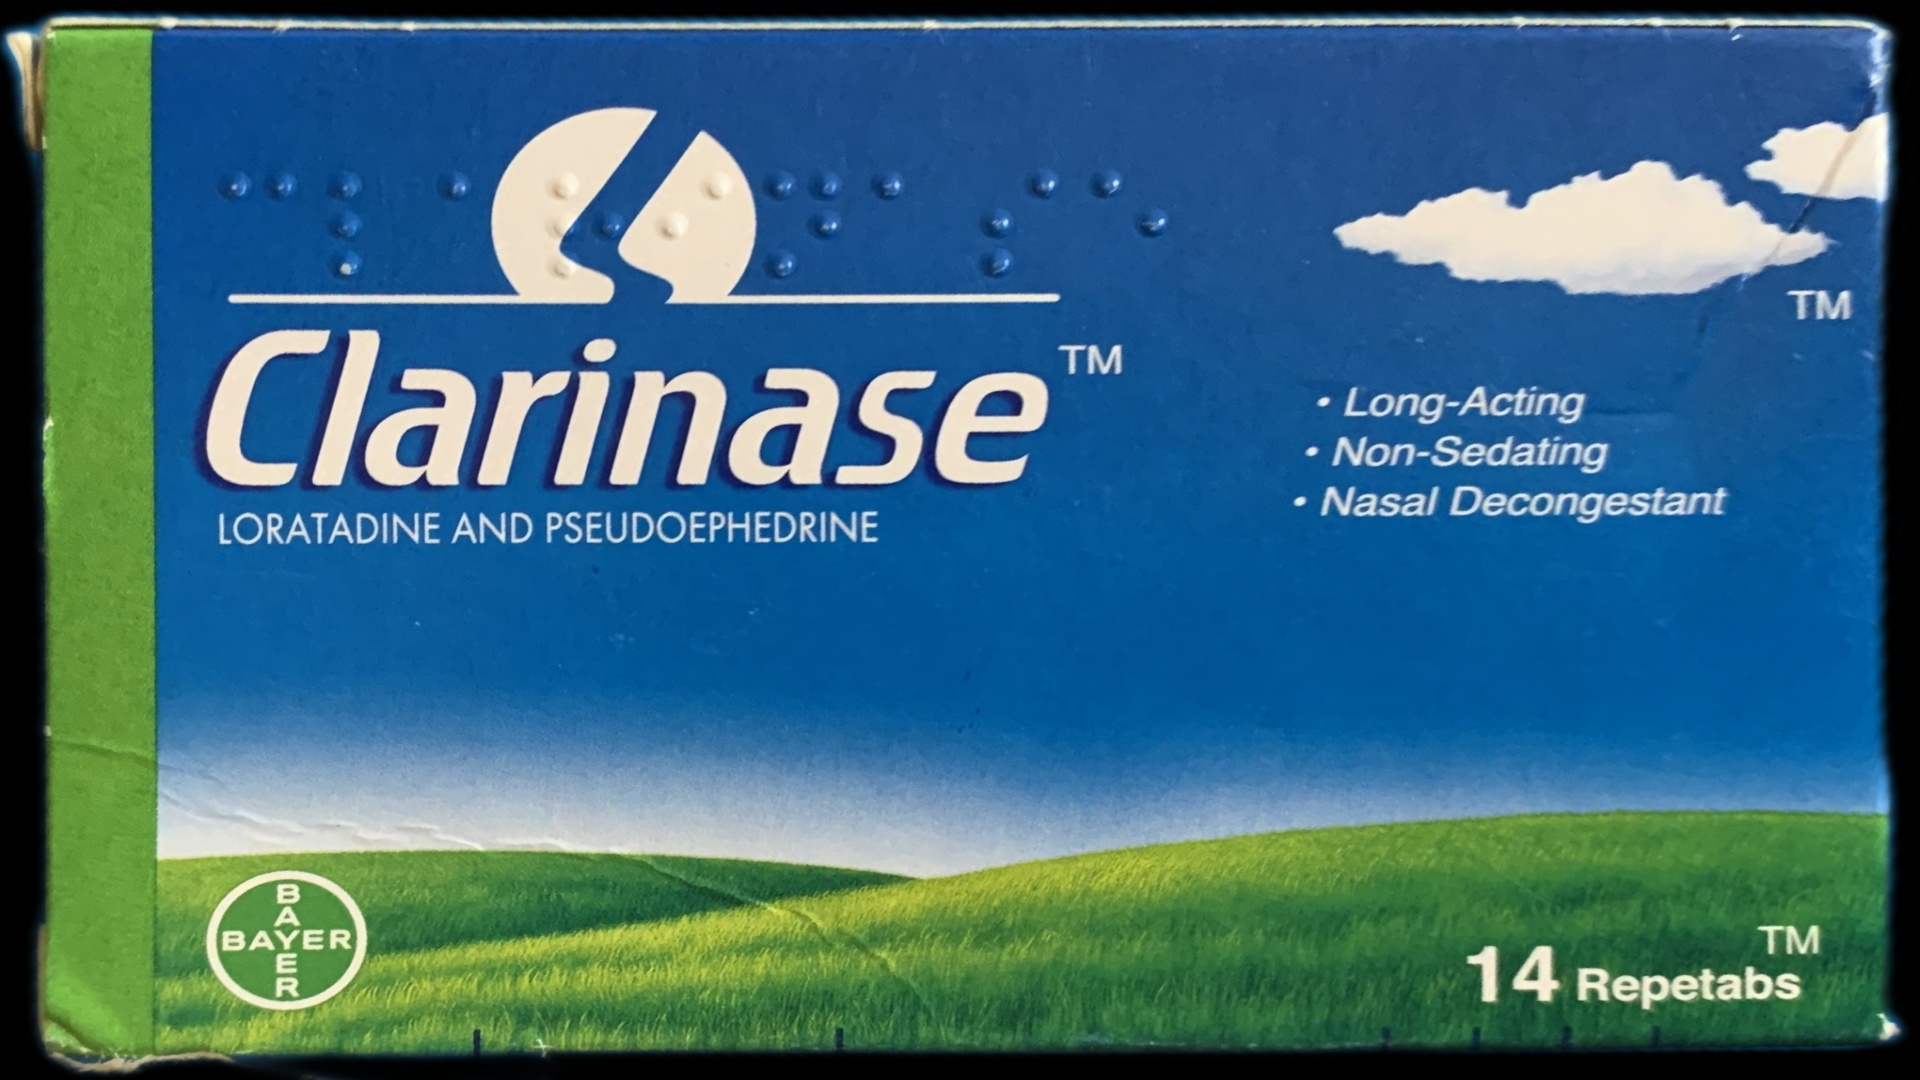 Clarinase™
LORATADINE AND PSEUDOEPHEDRINE
TM
• Long-Acting
• Non-Sedating
• Nasal Decongestant
BAYER
BAYER
14 Repetabs™